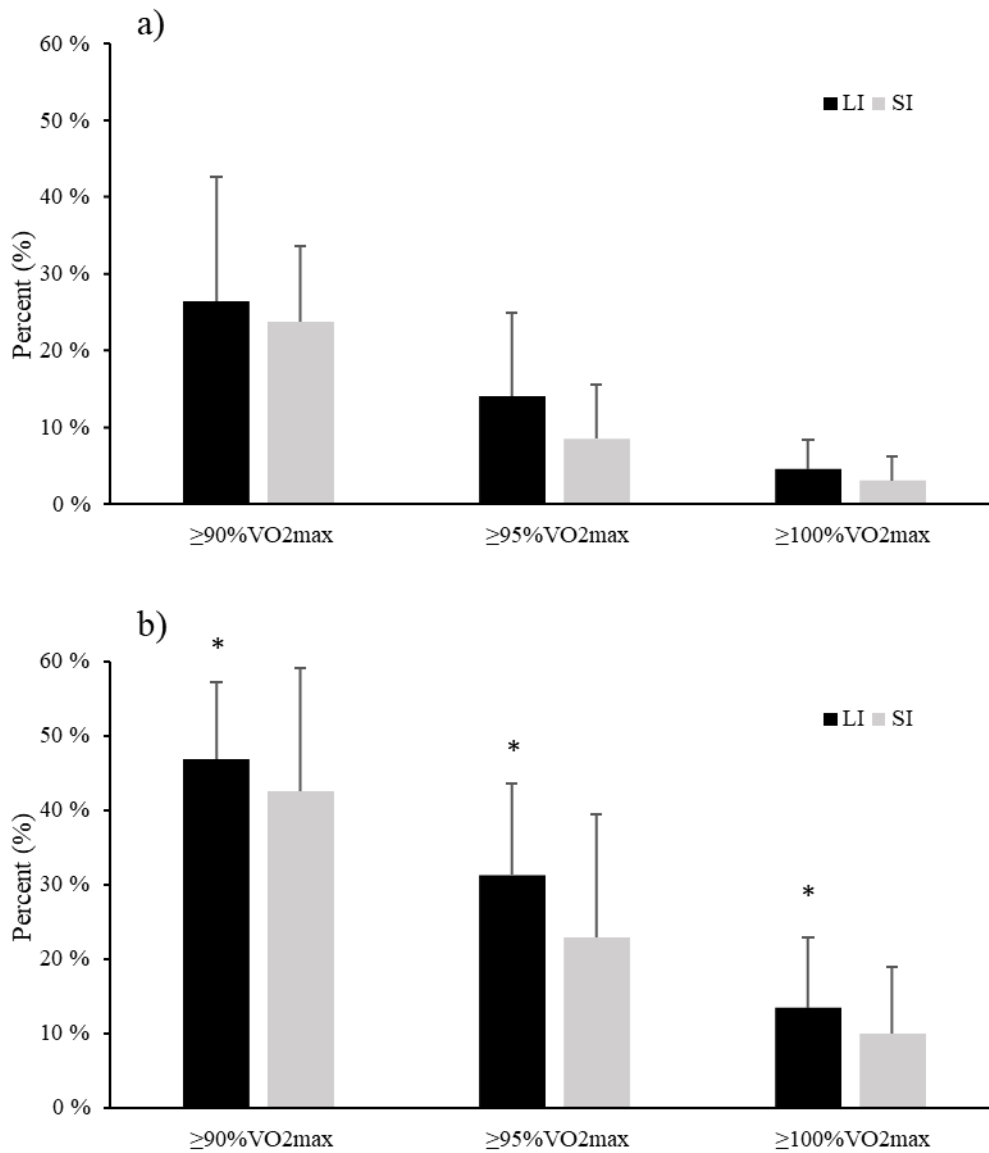 a)
60 %
50 %
40 %
30 %
20 %
10 %
0 %
Percent (%)
LI SI
≥90%VO2max ≥95%VO2max ≥100%VO2max
b)
60 %
50 %
40 %
30 %
20 %
10 %
0 %
Percent (%)
LI SI
*
*
*
≥90%VO2max ≥95%VO2max ≥100%VO2max